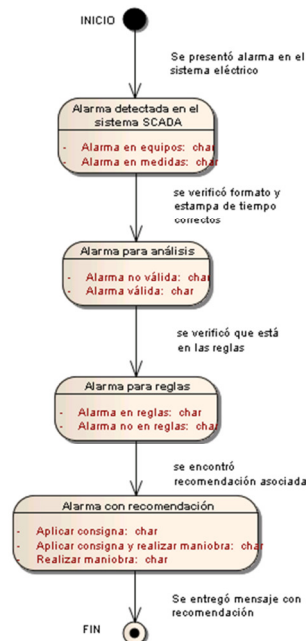 INICIO
Se presentó alarma en el
sistema eléctrico
Alarma detectada en el
sistema SCADA
- Alarma en equipos: char
- Alarma en medidas: char
se verificó formato y
estampa de tiempo
correctos
Alarma para análisis
- Alarma no válida: char
- Alarma válida: char
se verificó que está
en las reglas
Alarma para reglas
- Alarma en reglas: char
- Alarma no en reglas: char
se encontró
recomendación asociada
Alarma con recomendación
- Aplicar consigna: char
- Aplicar consigna y realizar maniobra: char
- Realizar maniobra: char
Se entregó mensaje con
recomendación
FIN